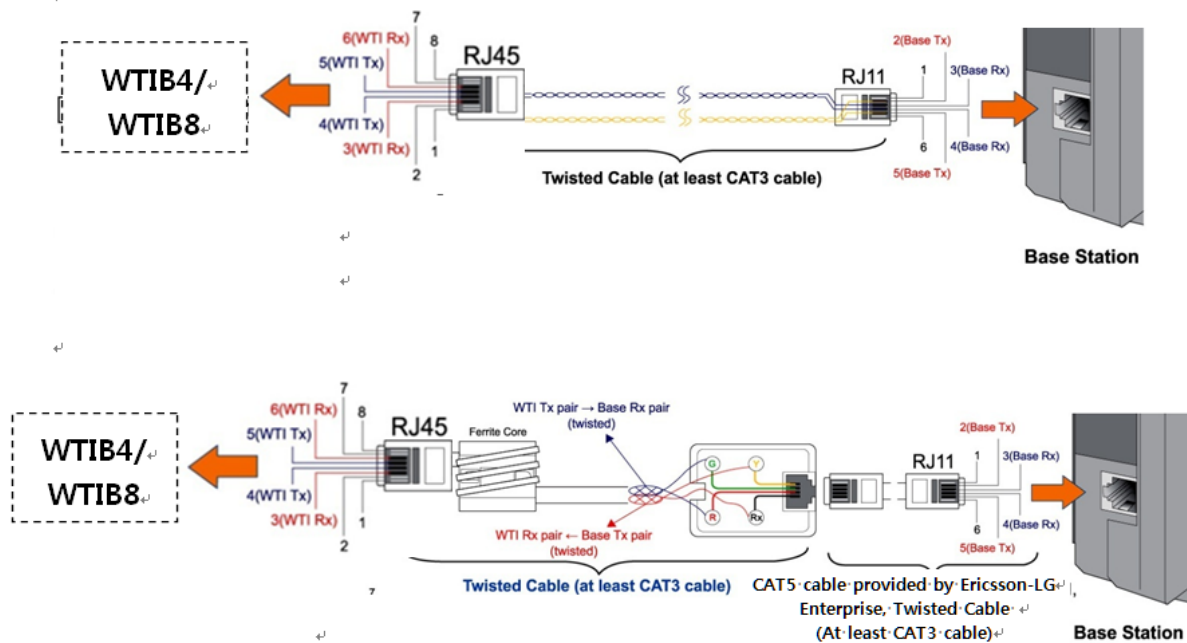 WTIB4/
WTIB8
7
6(WTI Rx)
8
5(WTI Tx)
RJ45
4(WTI Tx)
3(WTI Rx)
1
2
2(Base Tx)
1
3(Base Rx)
RJ11
6
4(Base Rx)
5(Base Tx)
Twisted Cable (at least CAT3 cable)
Base Station
WTIB4/
WTIB8
7
6(WTI Rx)
8
5(WTI Tx)
RJ45
4(WTI Tx)
3(WTI Rx)
1
2
Ferrite Core
WTI Tx pair → Base Rx pair
(twisted)
WTI Rx pair ← Base Tx pair
(twisted)
G
Y
R
Rx
2(Base Tx)
1
3(Base Rx)
RJ11
6
4(Base Rx)
5(Base Tx)
Twisted Cable (at least CAT3 cable)
CAT5 cable provided by Ericsson-LG
Enterprise, Twisted Cable
(At least CAT3 cable)
,
Base Station